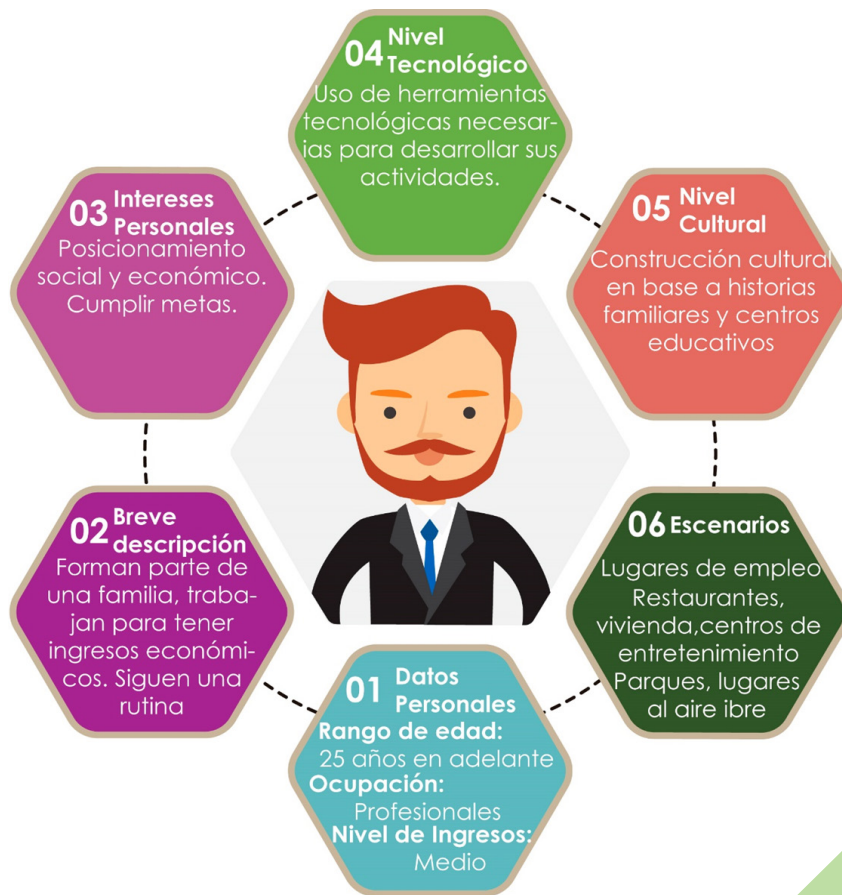 01 Datos
Personales
Rango de edad:
25 años en adelante
Ocupación:
Profesionales
Nivel de Ingresos:
Medio
02 Breve
descripción
Forman parte de
una familia, traba-
jan para tener
ingresos económi-
cos. Siguen una
rutina
03 Intereses
Personales
Posicionamiento
social y económico.
Cumplir metas.
04 Nivel
Tecnológico
Uso de herramientas
tecnológicas necesar-
ias para desarrollar sus
actividades.
05 Nivel
Cultural
Construcción cultural
en base a historias
familiares y centros
educativos
06 Escenarios
Lugares de empleo
Restaurantes,
vivienda,centros de
entretenimiento
Parques, lugares
al aire ibre